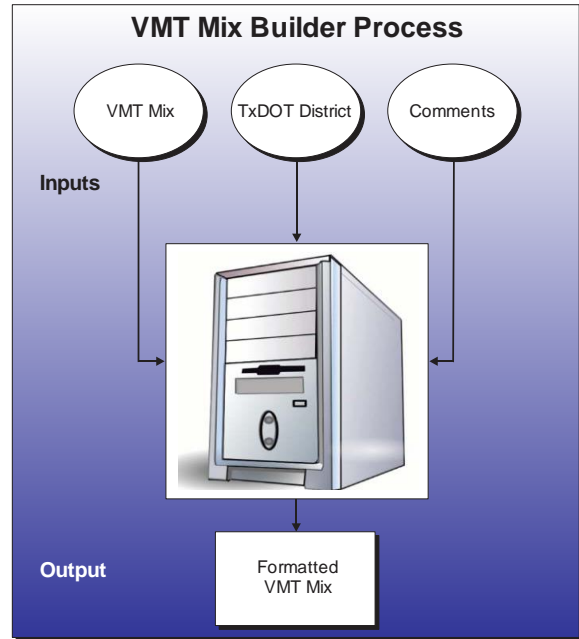 VMT Mix Builder Process
VMT Mix
TxDOT District
Comments
Inputs
Output
Formatted
VMT Mix